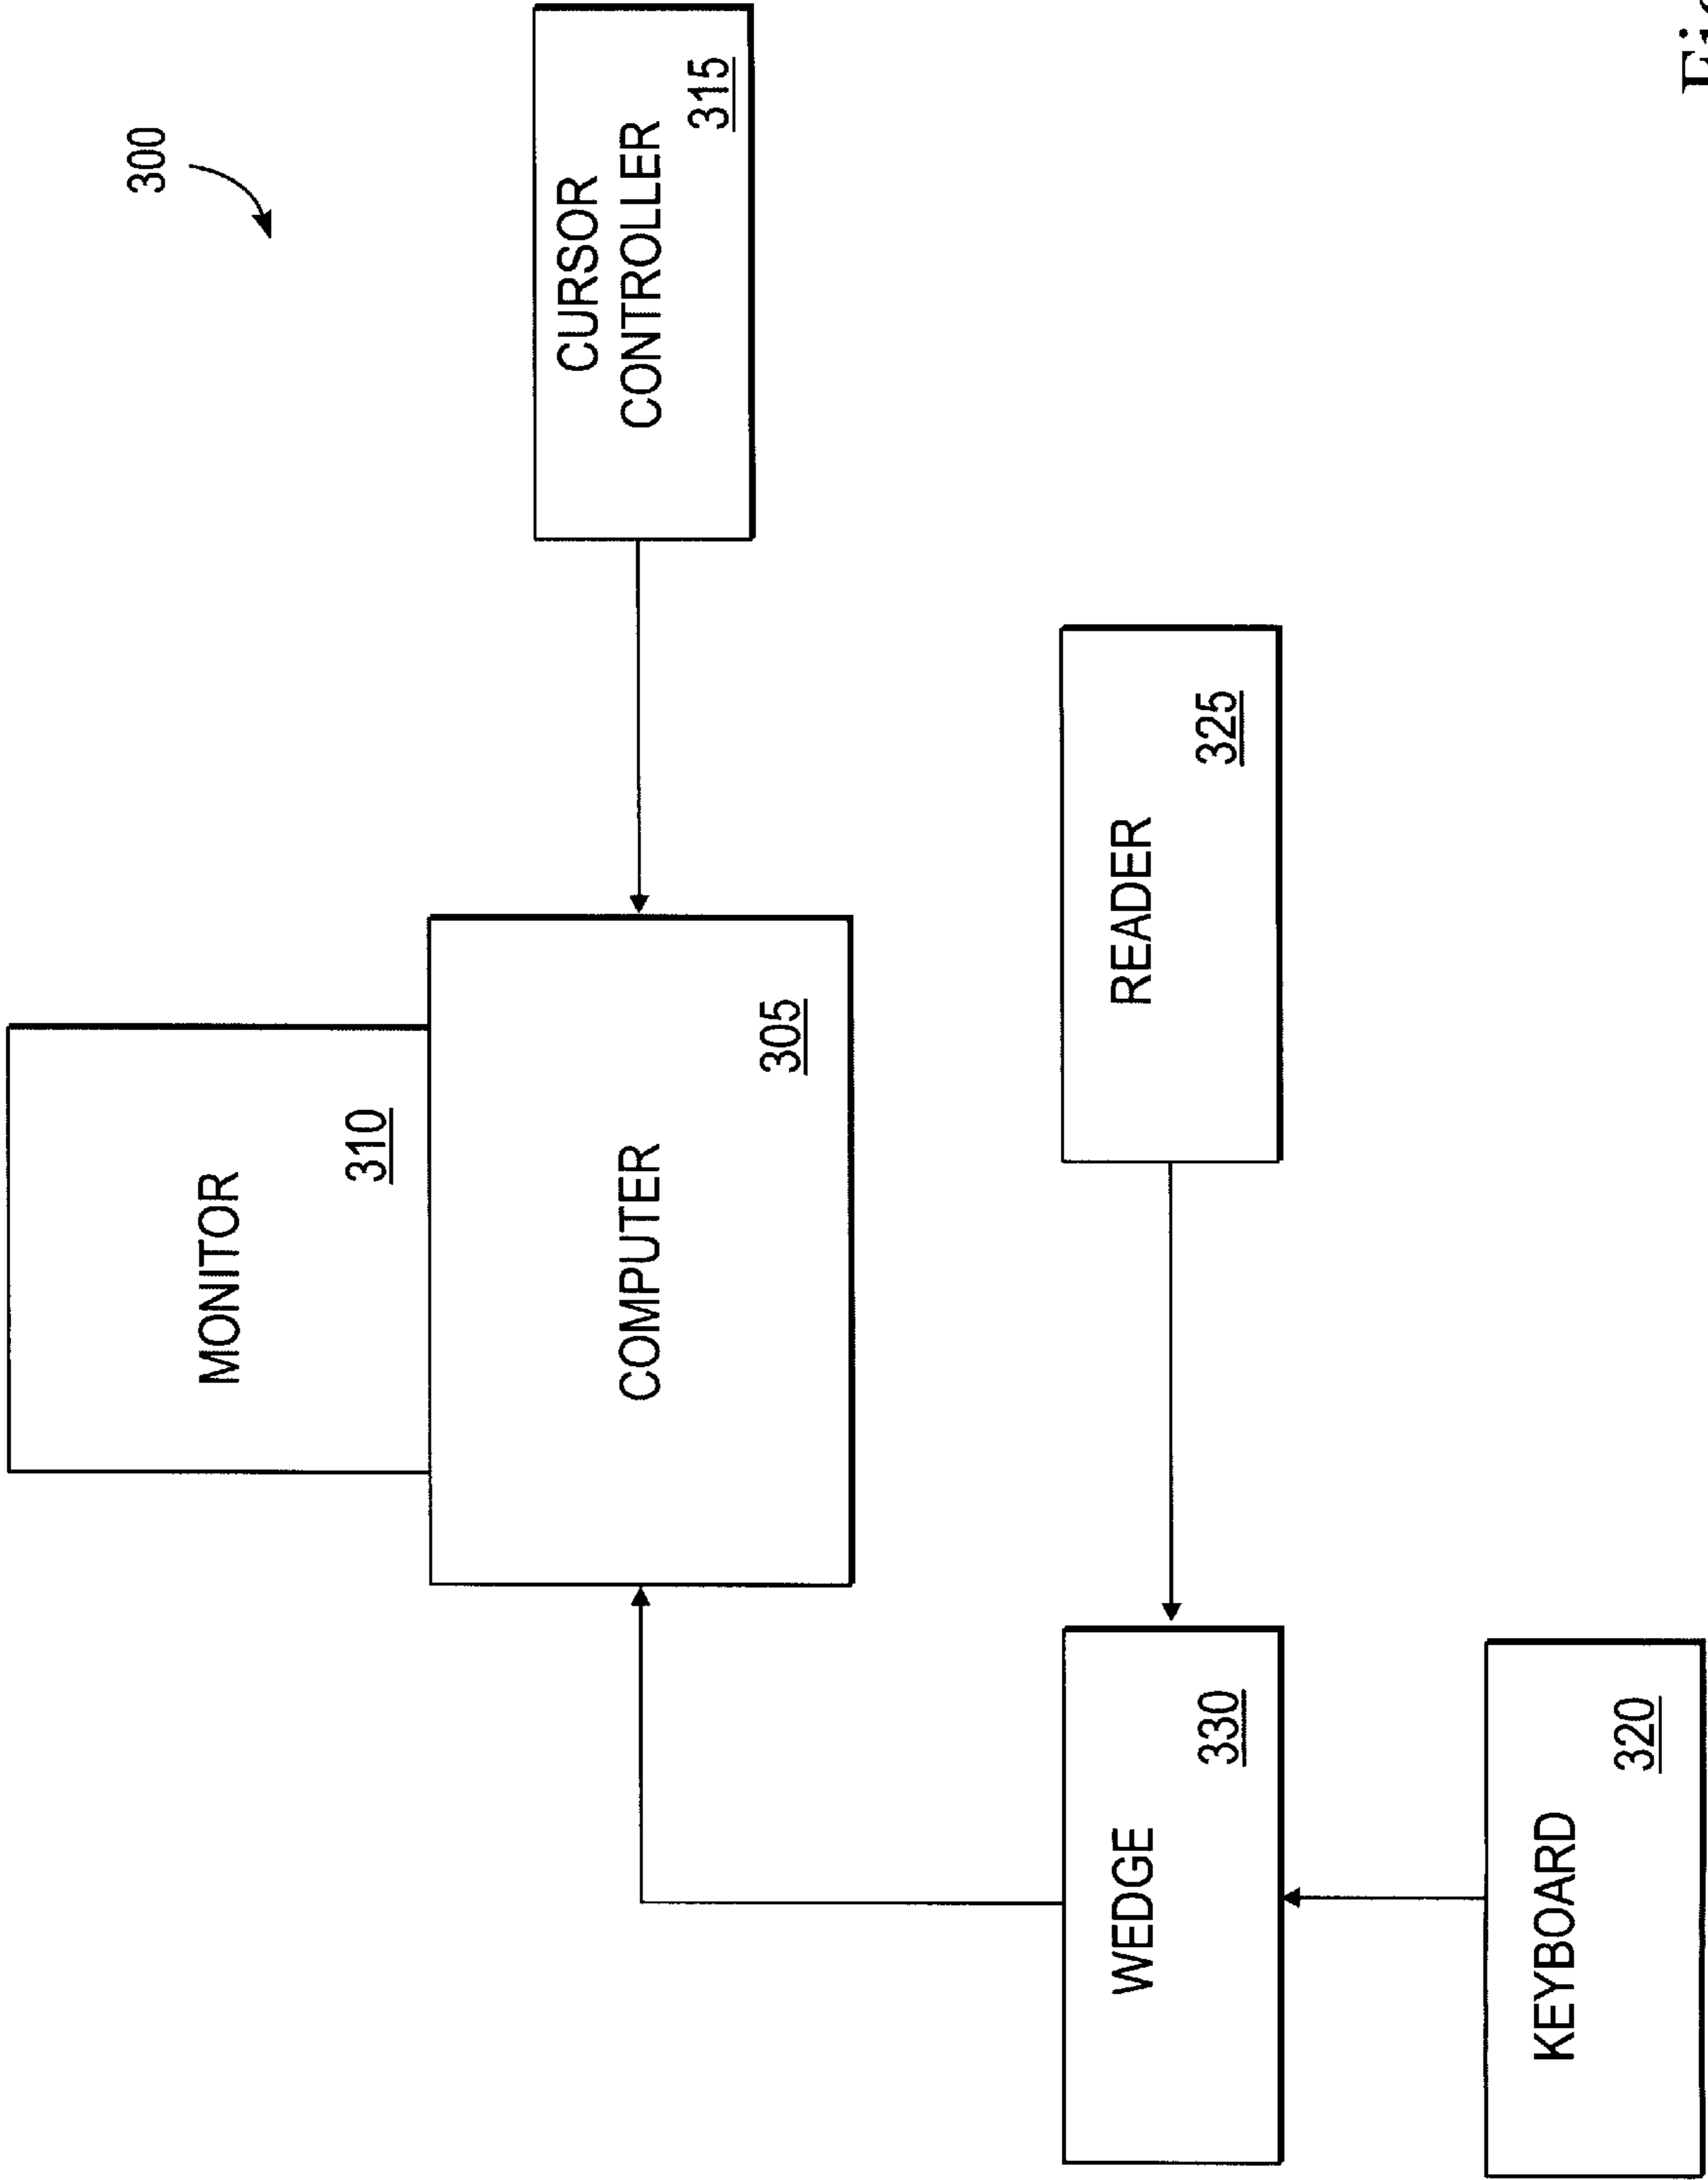 300
MONITOR
310
COMPUTER
305
CURSOR
CONTROLLER
315
READER
325
WEDGE
330
KEYBOARD
320